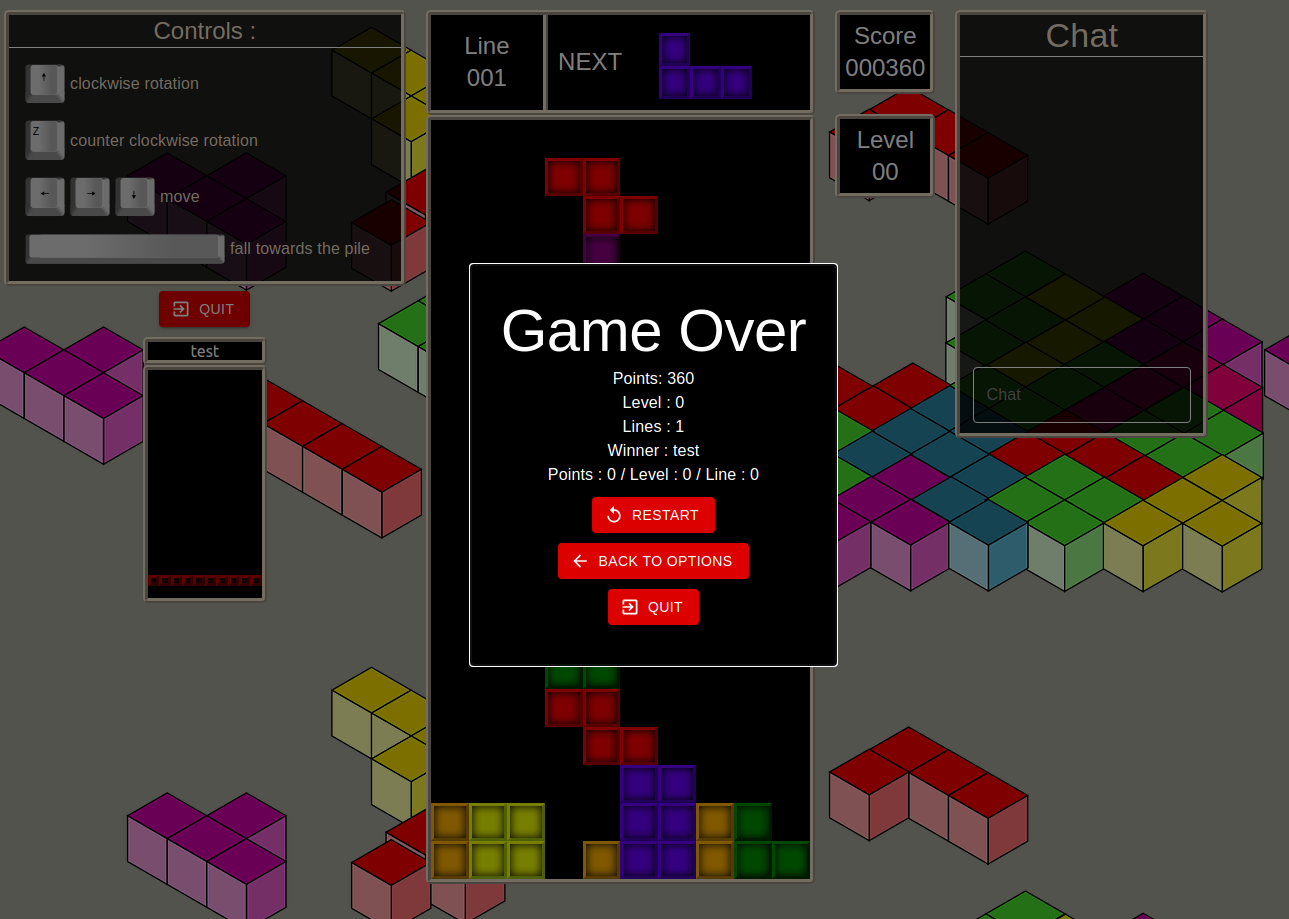 Controls :
↑ clockwise rotation
Z counter clockwise rotation
← → ↓ move
fall towards the pile
QUIT
test
Line
001
NEXT
Score
000360
Level
00
Chat
Chat
Game Over
Points: 360
Level : 0
Lines : 1
Winner : test
Points : 0 / Level : 0 / Line : 0
RESTART
BACK TO OPTIONS
QUIT